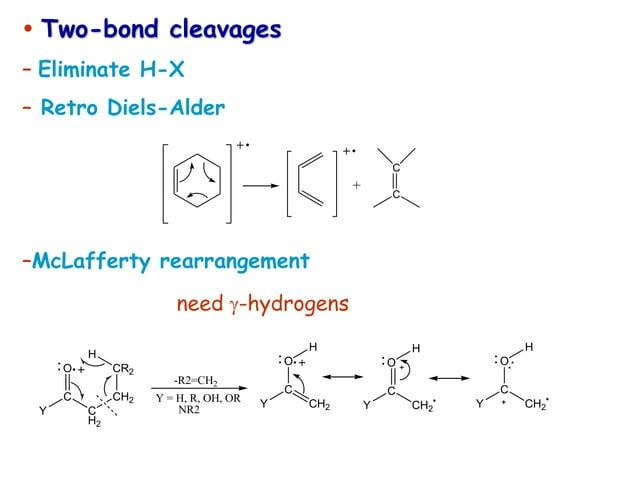 • Two-bond cleavages
– Eliminate H-X
– Retro Diels-Alder
+•
+•
C
+
C
–McLafferty rearrangement
need γ-hydrogens
H
:O•+
CR2
C
CH2
Y
C
H2
-R2=CH2
Y = H, R, OH, OR
NR2
H
:O•+
C
Y
CH2
H
:O
+
C
Y
CH2•
H
:O:
C
Y
+
CH2•